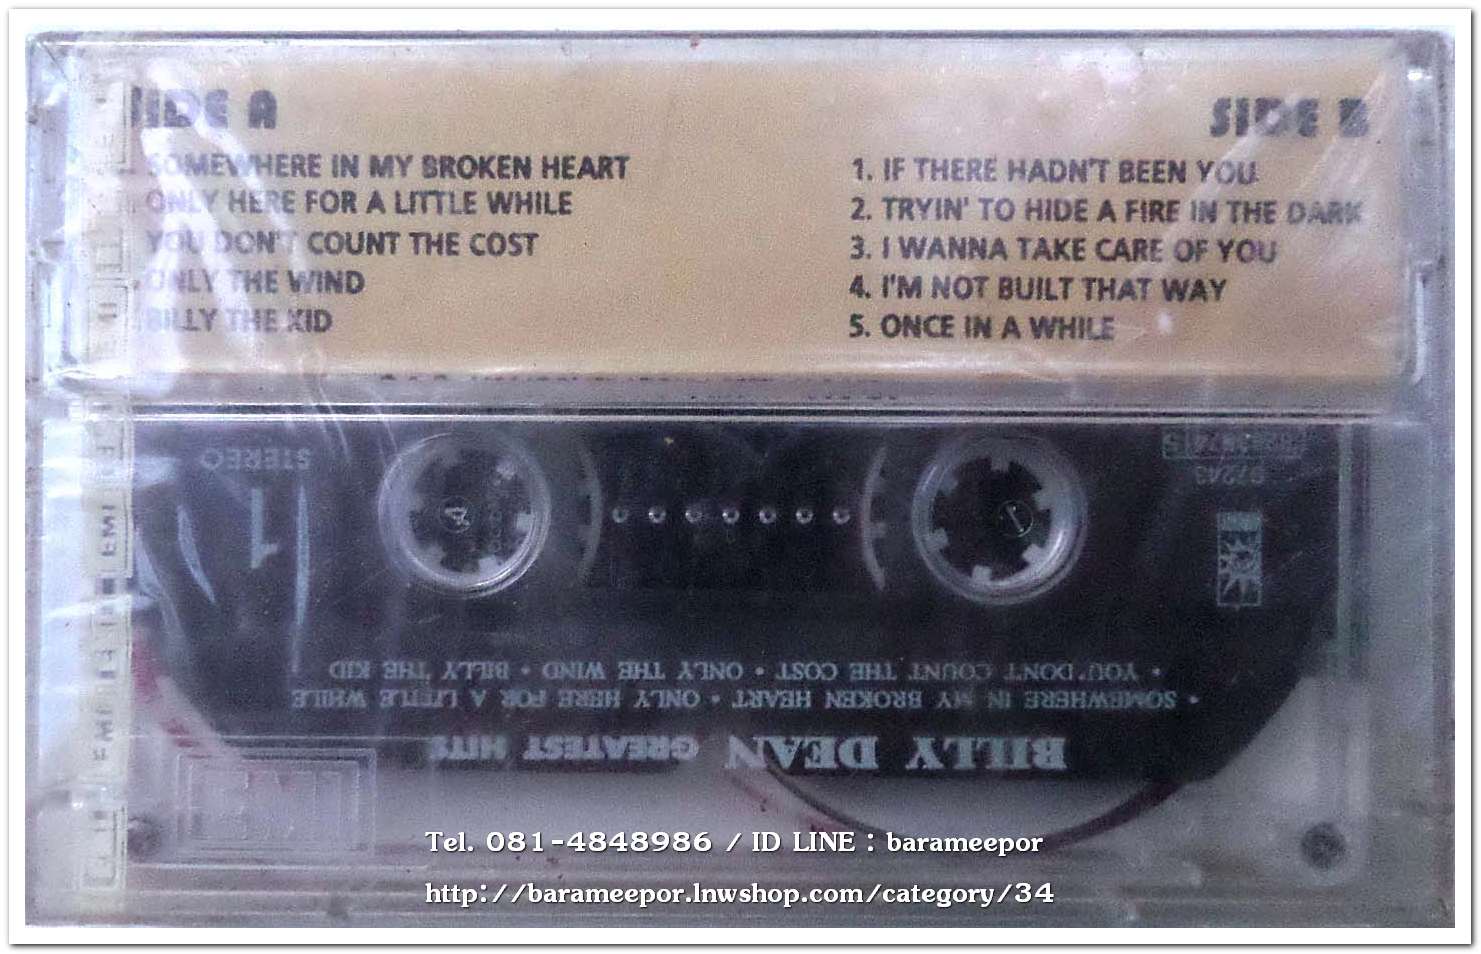 SIDE A
SOMEWHERE IN MY BROKEN HEART
ONLY HERE FOR A LITTLE WHILE
YOU DON'T COUNT THE COST
ONLY THE WIND
BILLY THE KID
SIDE B
1. IF THERE HADN'T BEEN YOU
2. TRYIN' TO HIDE A FIRE IN THE DARK
3. I WANNA TAKE CARE OF YOU
4. I'M NOT BUILT THAT WAY
5. ONCE IN A WHILE
BILLY DEAN GREATEST HITS
• SOMEWHERE IN MY BROKEN HEART • ONLY HERE FOR A LITTLE WHILE
• YOU DON'T COUNT THE COST • ONLY THE WIND • BILLY THE KID
1
STEREO
EMI
Tel. 081-4848986 / ID LINE : barameepor
http://barameepor.lnwshop.com/category/34